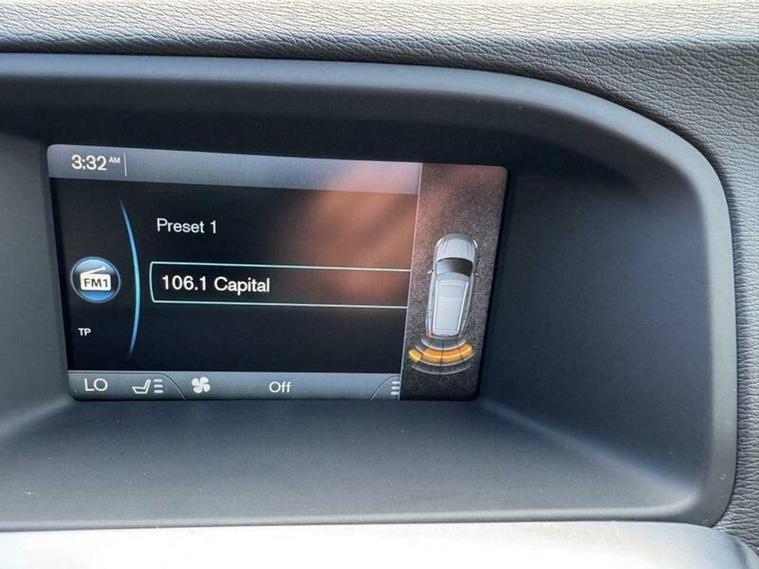 3:32 AM
Preset 1
FM1
106.1 Capital
TP
LO
Off